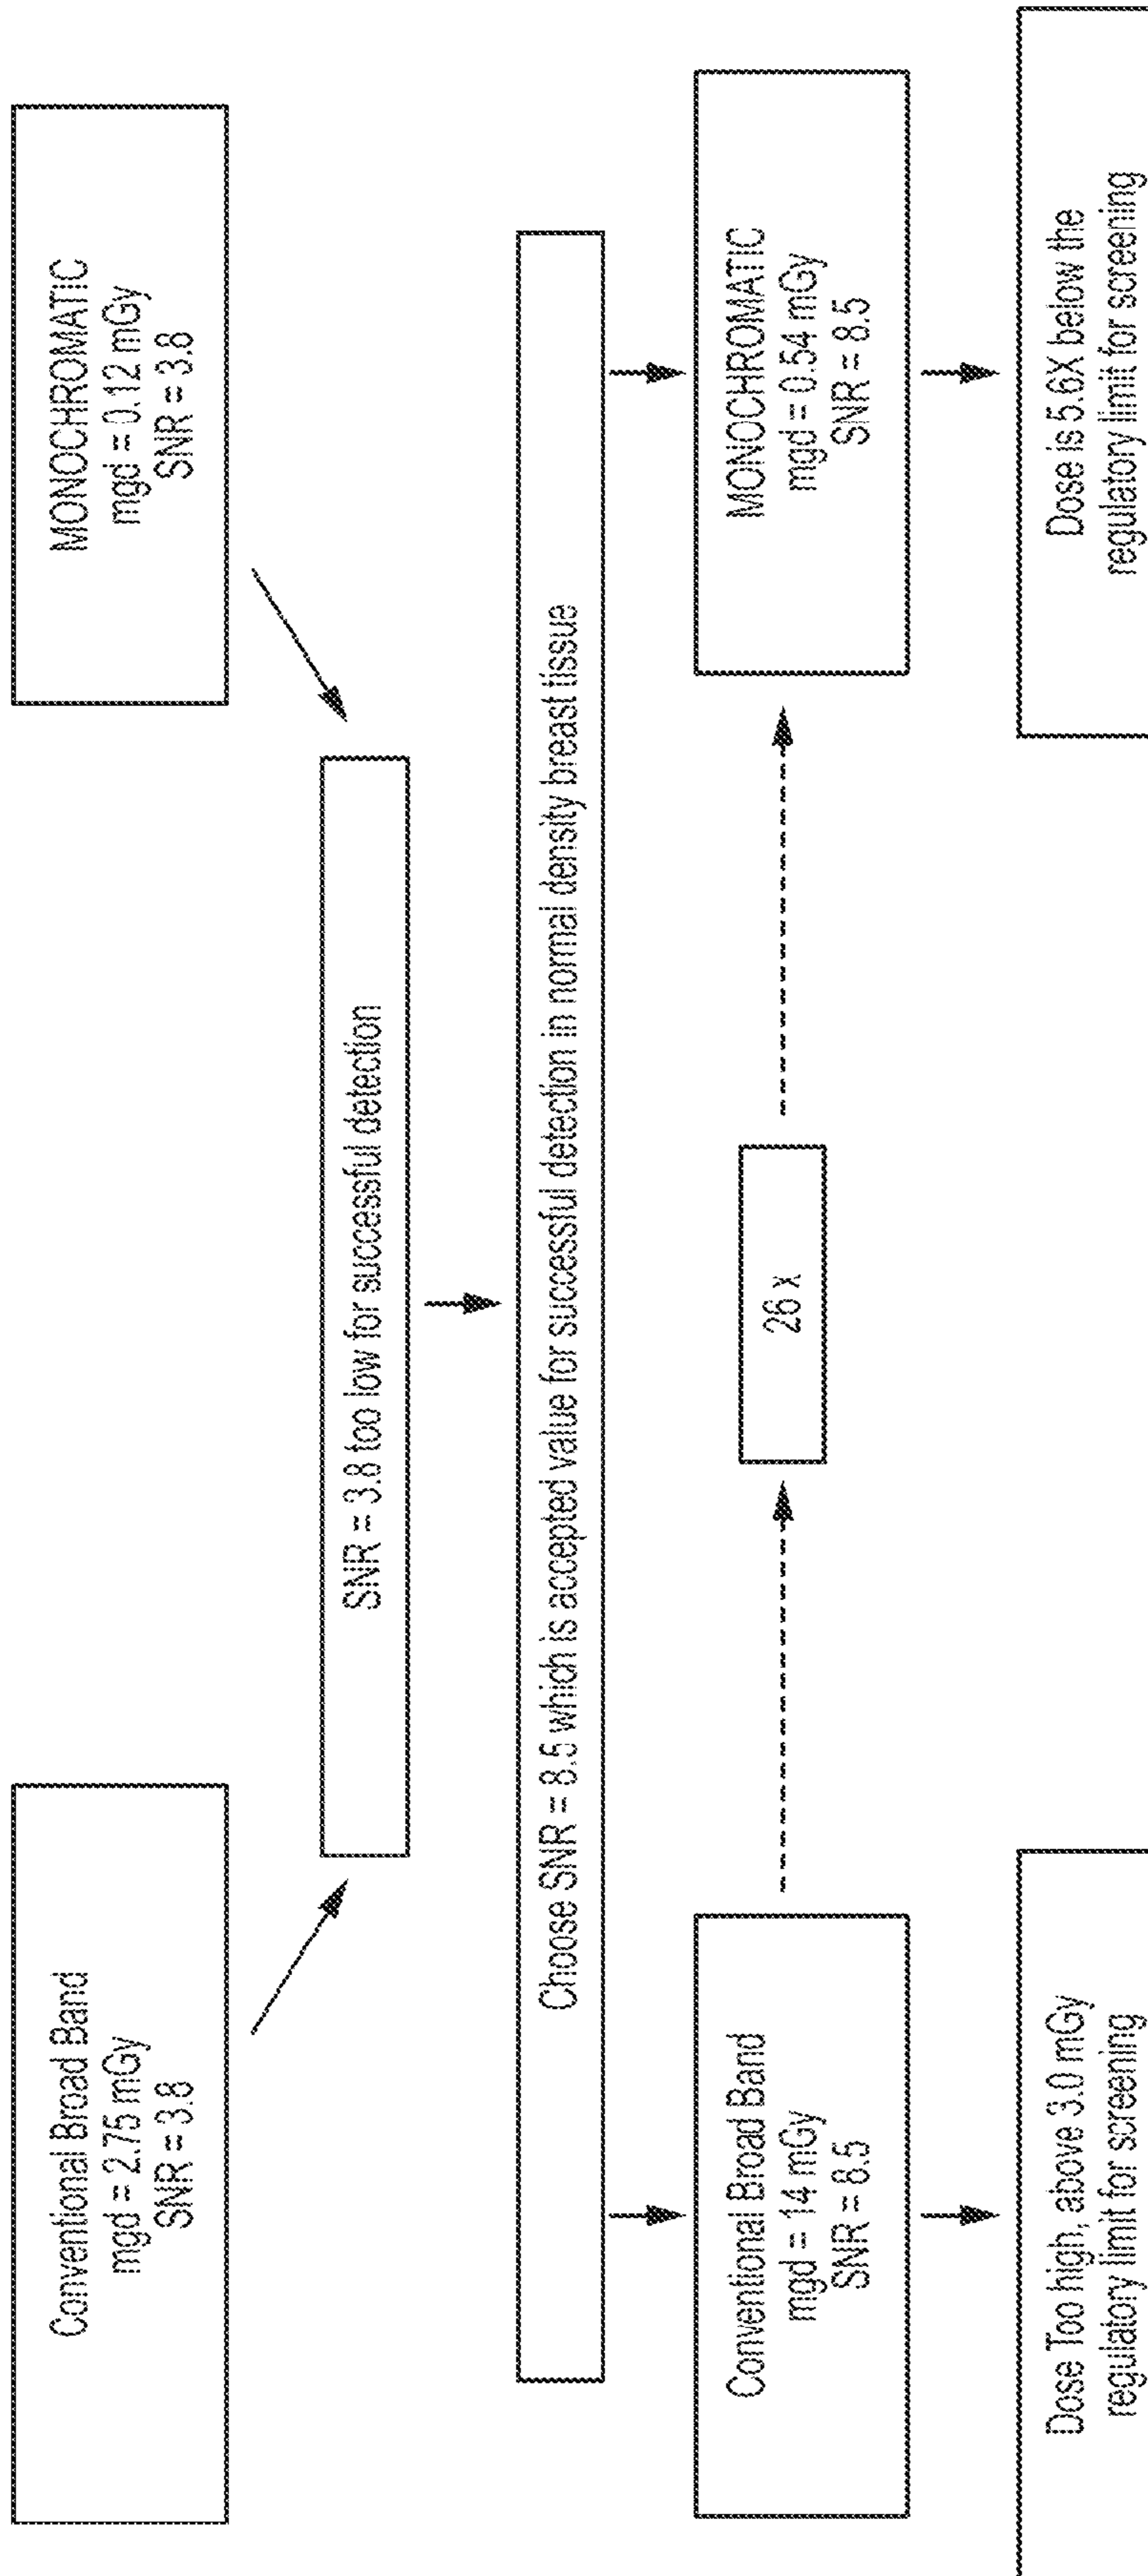 Conventional Broad Band
mgd = 2.75 mGy
SNR = 3.8
MONOCHROMATIC
mgd = 0.12 mGy
SNR = 3.8
SNR = 3.8 too low for successful detection
Choose SNR = 8.5 which is accepted value for successful detection in normal density breast tissue
Conventional Broad Band
mgd = 14 mGy
SNR = 8.5
26 x
MONOCHROMATIC
mgd = 0.54 mGy
SNR = 8.5
Dose Too high, above 3.0 mGy
regulatory limit for screening
Dose is 5.6X below the
regulatory limit for screening